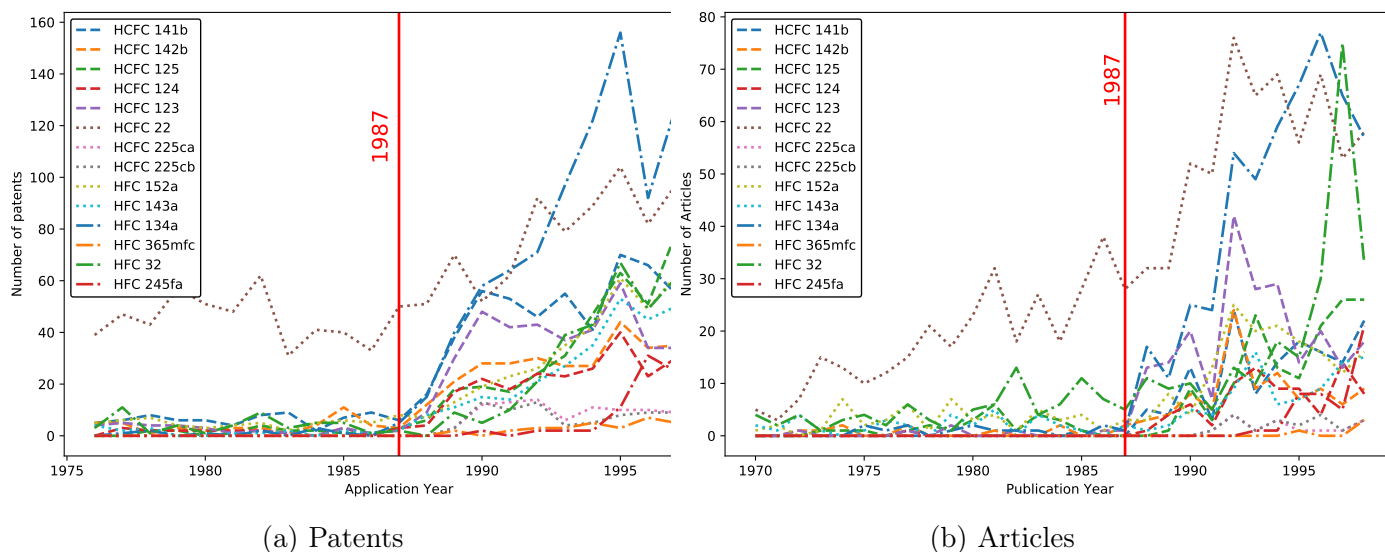 160
140
120
100
80
60
40
20
0
Number of patents
HCFC 141b
HCFC 142b
HCFC 125
HCFC 124
HCFC 123
HCFC 22
HCFC 225ca
HCFC 225cb
HFC 152a
HFC 143a
HFC 134a
HFC 365mfc
HFC 32
HFC 245fa
1987
1975 1980 1985 1990 1995
Application Year
(a) Patents
80
70
60
50
40
30
20
10
0
Number of Articles
HCFC 141b
HCFC 142b
HCFC 125
HCFC 124
HCFC 123
HCFC 22
HCFC 225ca
HCFC 225cb
HFC 152a
HFC 143a
HFC 134a
HFC 365mfc
HFC 32
HFC 245fa
1987
1970 1975 1980 1985 1990 1995
Publication Year
(b) Articles